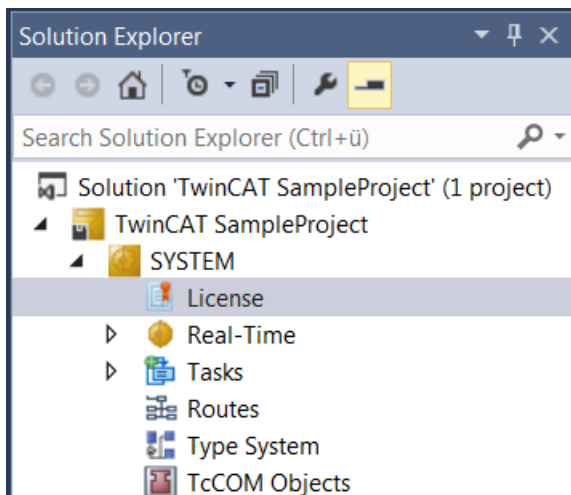 Solution Explorer
Search Solution Explorer (Ctrl+ü)
Solution 'TwinCAT SampleProject' (1 project)
TwinCAT SampleProject
SYSTEM
License
Real-Time
Tasks
Routes
Type System
TcCOM Objects